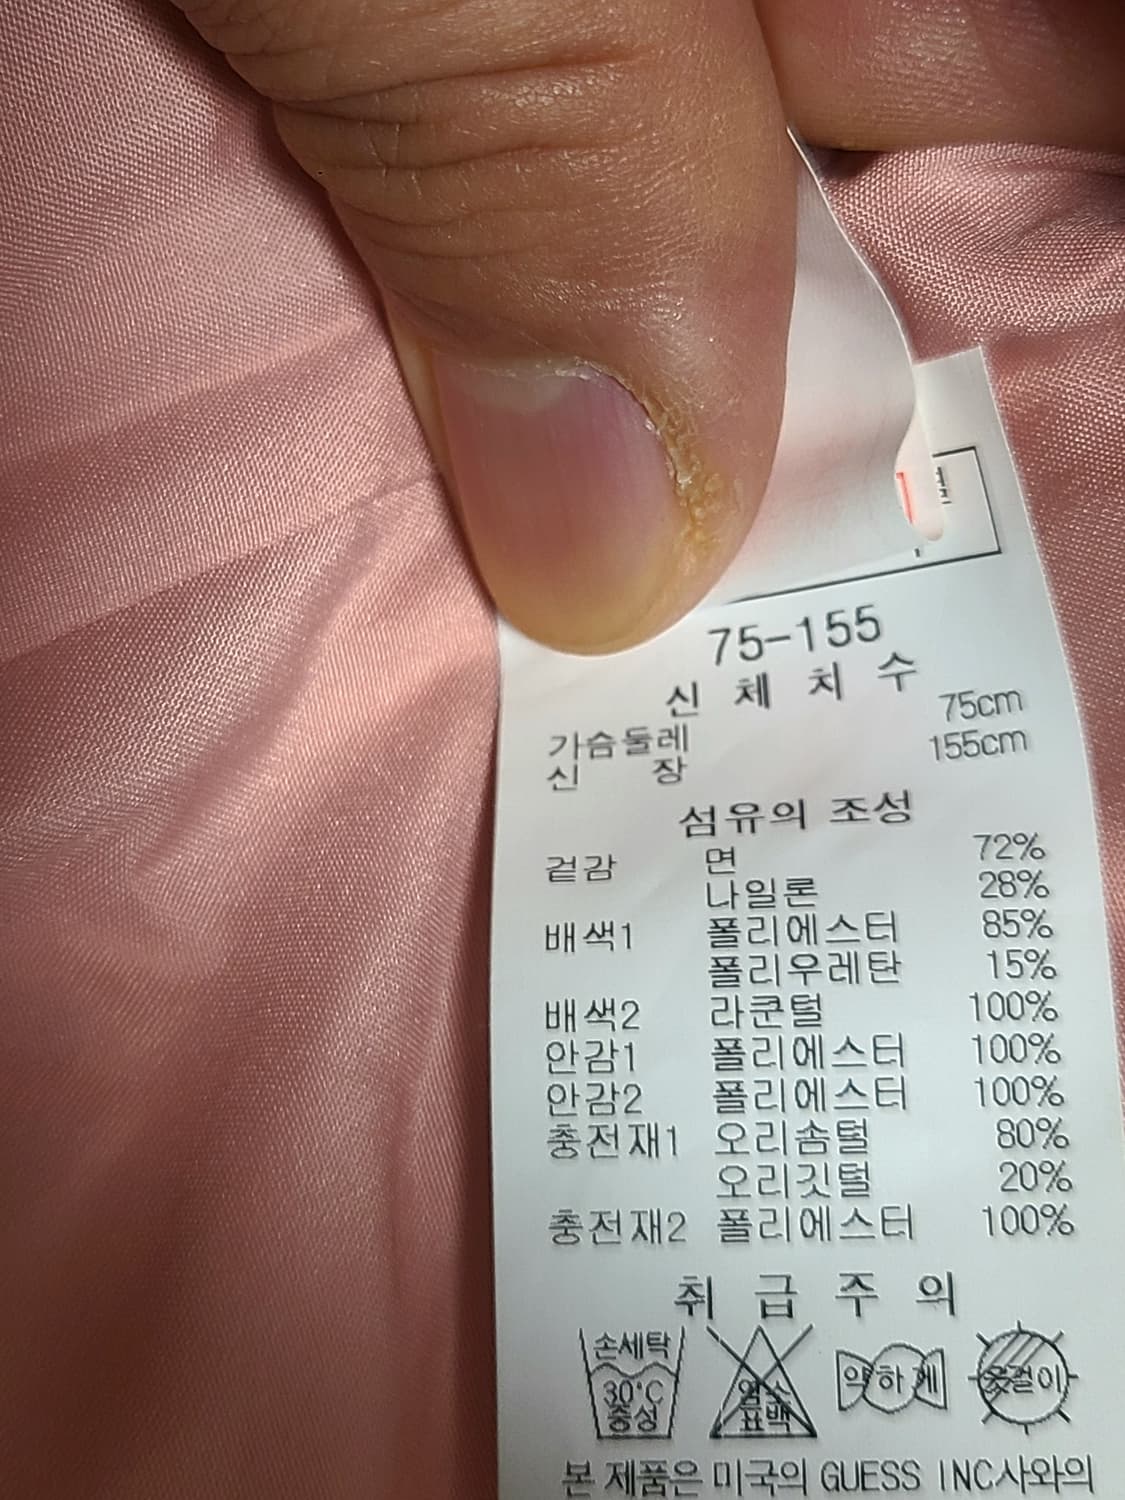 75-155
신 체 치 수
가슴둘레 75cm
신 장 155cm
섬유의 조성
겉감 면 72%
나일론 28%
배색1 폴리에스터 85%
폴리우레탄 15%
배색2 라쿤털 100%
안감1 폴리에스터 100%
안감2 폴리에스터 100%
충전재1 오리솜털 80%
오리깃털 20%
충전재2 폴리에스터 100%
취 급 주 의
손세탁
30°C
중성
염소
표백
약하게
옷걸이
본 제품은 미국의 GUESS INC사와의